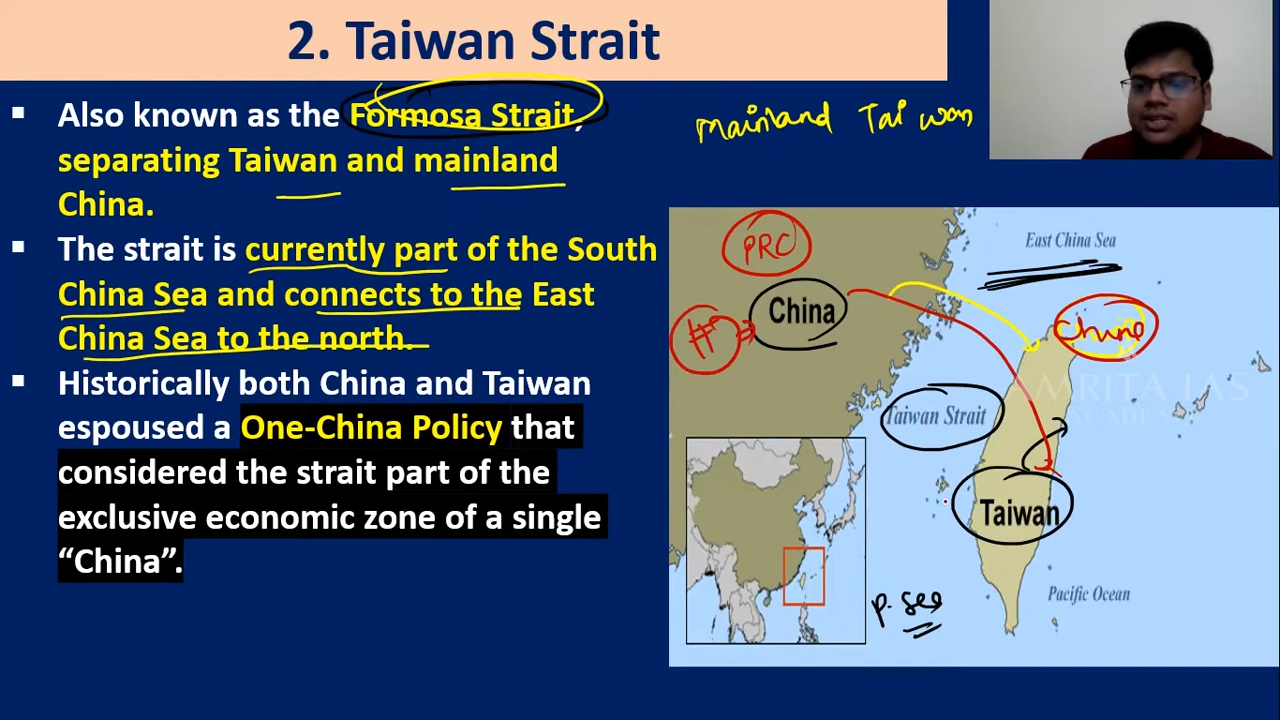 2. Taiwan Strait
▪ Also known as the Formosa Strait,
separating Taiwan and mainland
China.
▪ The strait is currently part of the South
China Sea and connects to the East
China Sea to the north.
▪ Historically both China and Taiwan
espoused a One-China Policy that
considered the strait part of the
exclusive economic zone of a single
“China”.
Mainland Taiwan
PRC
East China Sea
China
AMRITA IAS
ACADEMY
Taiwan Strait
Taiwan
Pacific Ocean
P. Sea